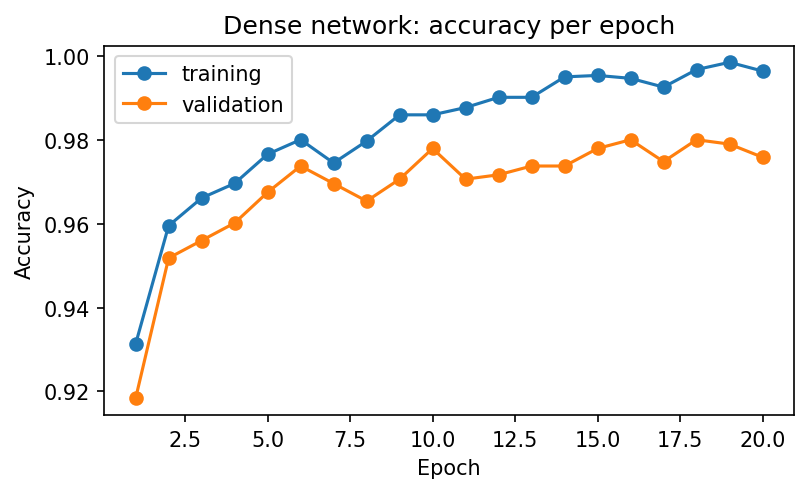 Dense network: accuracy per epoch
training
validation
Accuracy
1.00
0.98
0.96
0.94
0.92
2.5 5.0 7.5 10.0 12.5 15.0 17.5 20.0
Epoch